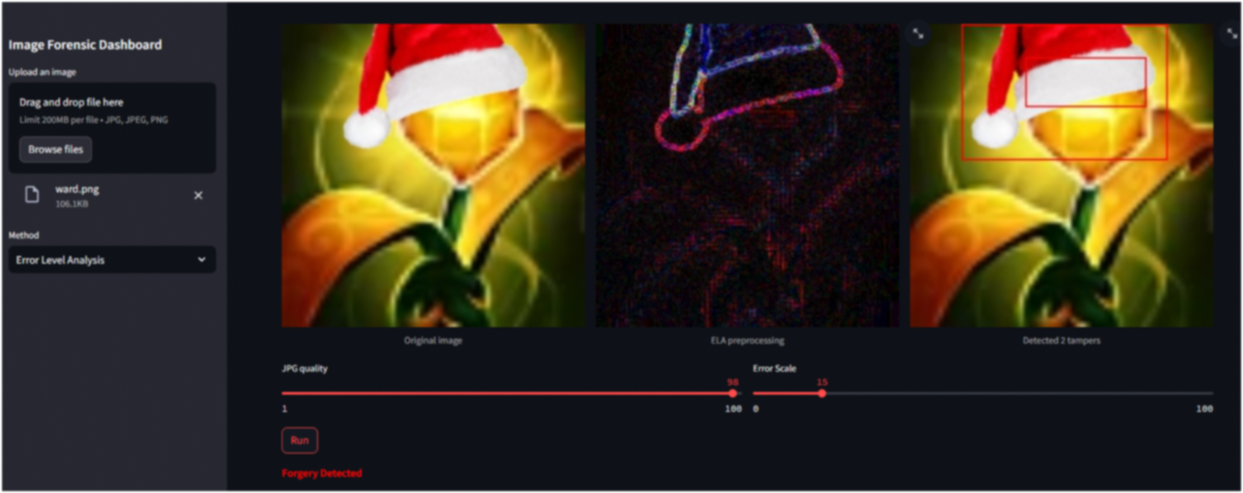 Image Forensic Dashboard
Upload an image
Drag and drop file here
Limit 200MB per file • JPG, JPEG, PNG
Browse files
ward.png
106.1KB
Method
Error Level Analysis
Original image
ELA preprocessing
Detected 2 tampers
JPG quality
98
1
100
Error Scale
15
0
100
Run
Forgery Detected